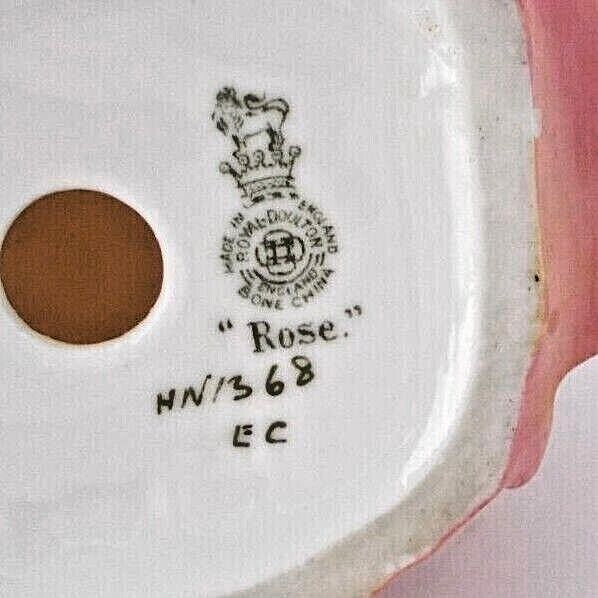 MADE IN ENGLAND
ROYAL DOULTON
ENGLAND
BONE CHINA
"Rose."
HN1368
EC